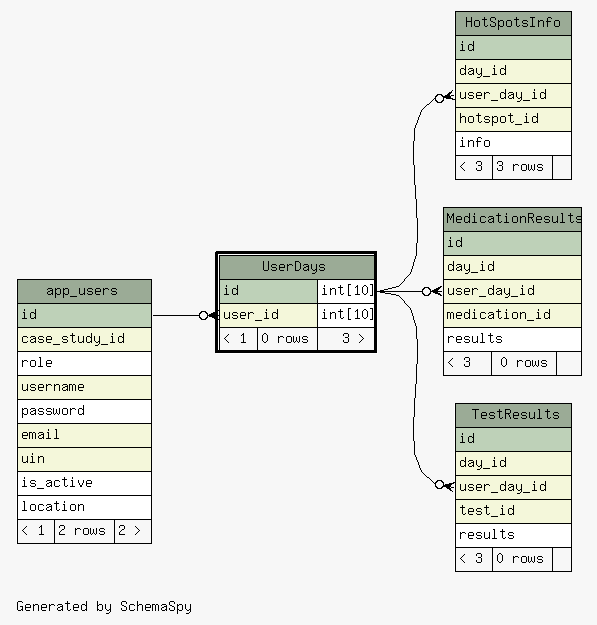 HotSpotsInfo
id
day_id
user_day_id
hotspot_id
info
< 3 3 rows
MedicationResults
id
day_id
user_day_id
medication_id
results
< 3 0 rows
UserDays
id int[10]
user_id int[10]
< 1 0 rows 3 >
app_users
id
case_study_id
role
username
password
email
uin
is_active
location
< 1 2 rows 2 >
TestResults
id
day_id
user_day_id
test_id
results
< 3 0 rows
Generated by SchemaSpy